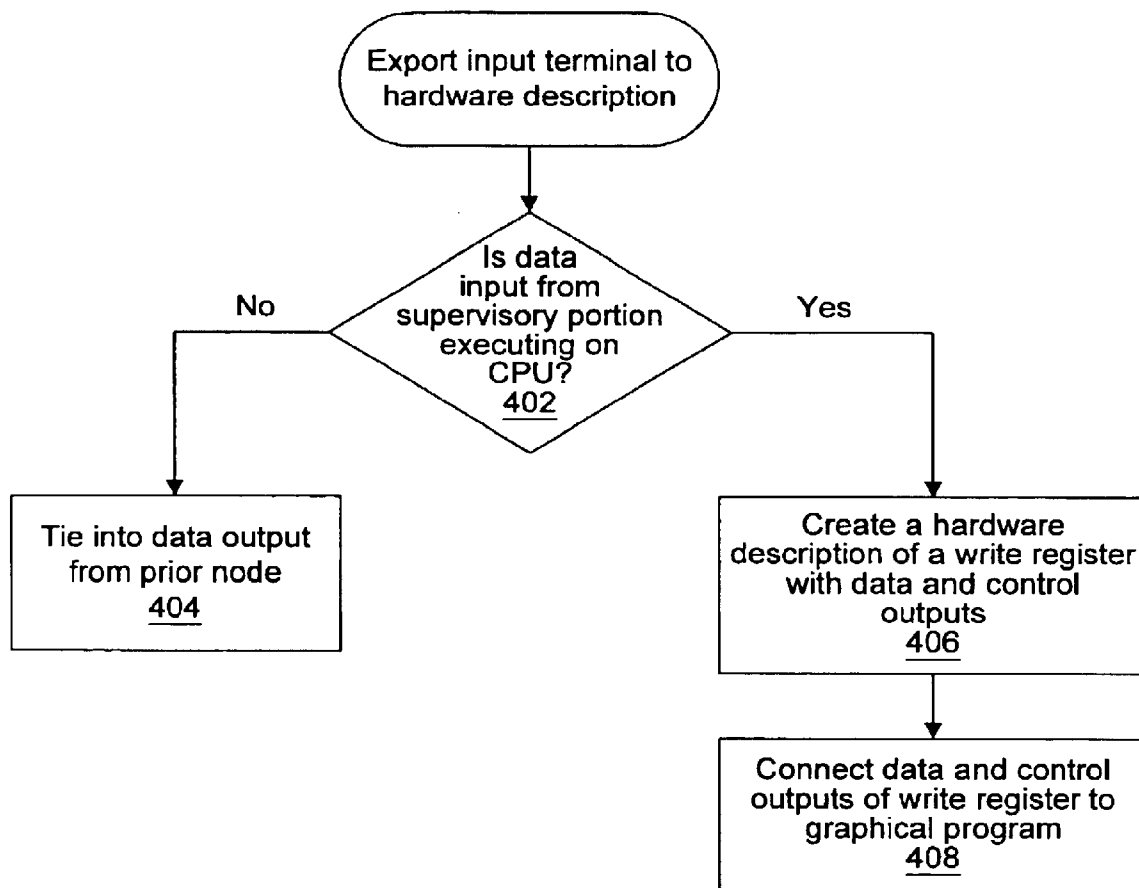 Export input terminal to
hardware description
Is data
input from
supervisory portion
executing on
CPU?
402
No
Yes
Tie into data output
from prior node
404
Create a hardware
description of a write register
with data and control
outputs
406
Connect data and control
outputs of write register to
graphical program
408